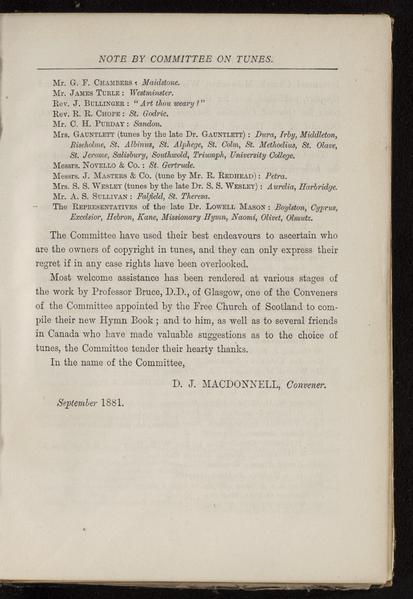 NOTE BY COMMITTEE ON TUNES.
Mr. G. F. Chambers: Maidstone.
Mr. James Turle: Westminster.
Rev. J. Bullinger: "Art thou weary?"
Rev. R. R. Chope: St. Godric.
Mr. C. H. Purday: Sandon.
Mrs. Gauntlett (tunes by the late Dr. Gauntlett): Dura, Irby, Middleton,
Bischolme, St. Albinus, St. Alphege, St. Colm, St. Methodius, St. Olave,
St. Jerome, Salisbury, Southwold, Triumph, University College.
Messrs. Novello & Co.: St. Gertrude.
Messrs. J. Masters & Co. (tune by Mr. R. Redhead): Petra.
Mrs. S. S. Wesley (tunes by the late Dr. S. S. Wesley): Aurelia, Harbridge.
Mr. A. S. Sullivan: Falfield, St. Theresa.
The Representatives of the late Dr. Lowell Mason: Boylston, Cyprus,
Excelsior, Hebron, Kane, Missionary Hymn, Naomi, Olivet, Olmutz.
The Committee have used their best endeavours to ascertain who
are the owners of copyright in tunes, and they can only express their
regret if in any case rights have been overlooked.
Most welcome assistance has been rendered at various stages of
the work by Professor Bruce, D.D., of Glasgow, one of the Conveners
of the Committee appointed by the Free Church of Scotland to com-
pile their new Hymn Book; and to him, as well as to several friends
in Canada who have made valuable suggestions as to the choice of
tunes, the Committee tender their hearty thanks.
In the name of the Committee,
D. J. MACDONNELL, Convener.
September 1881.